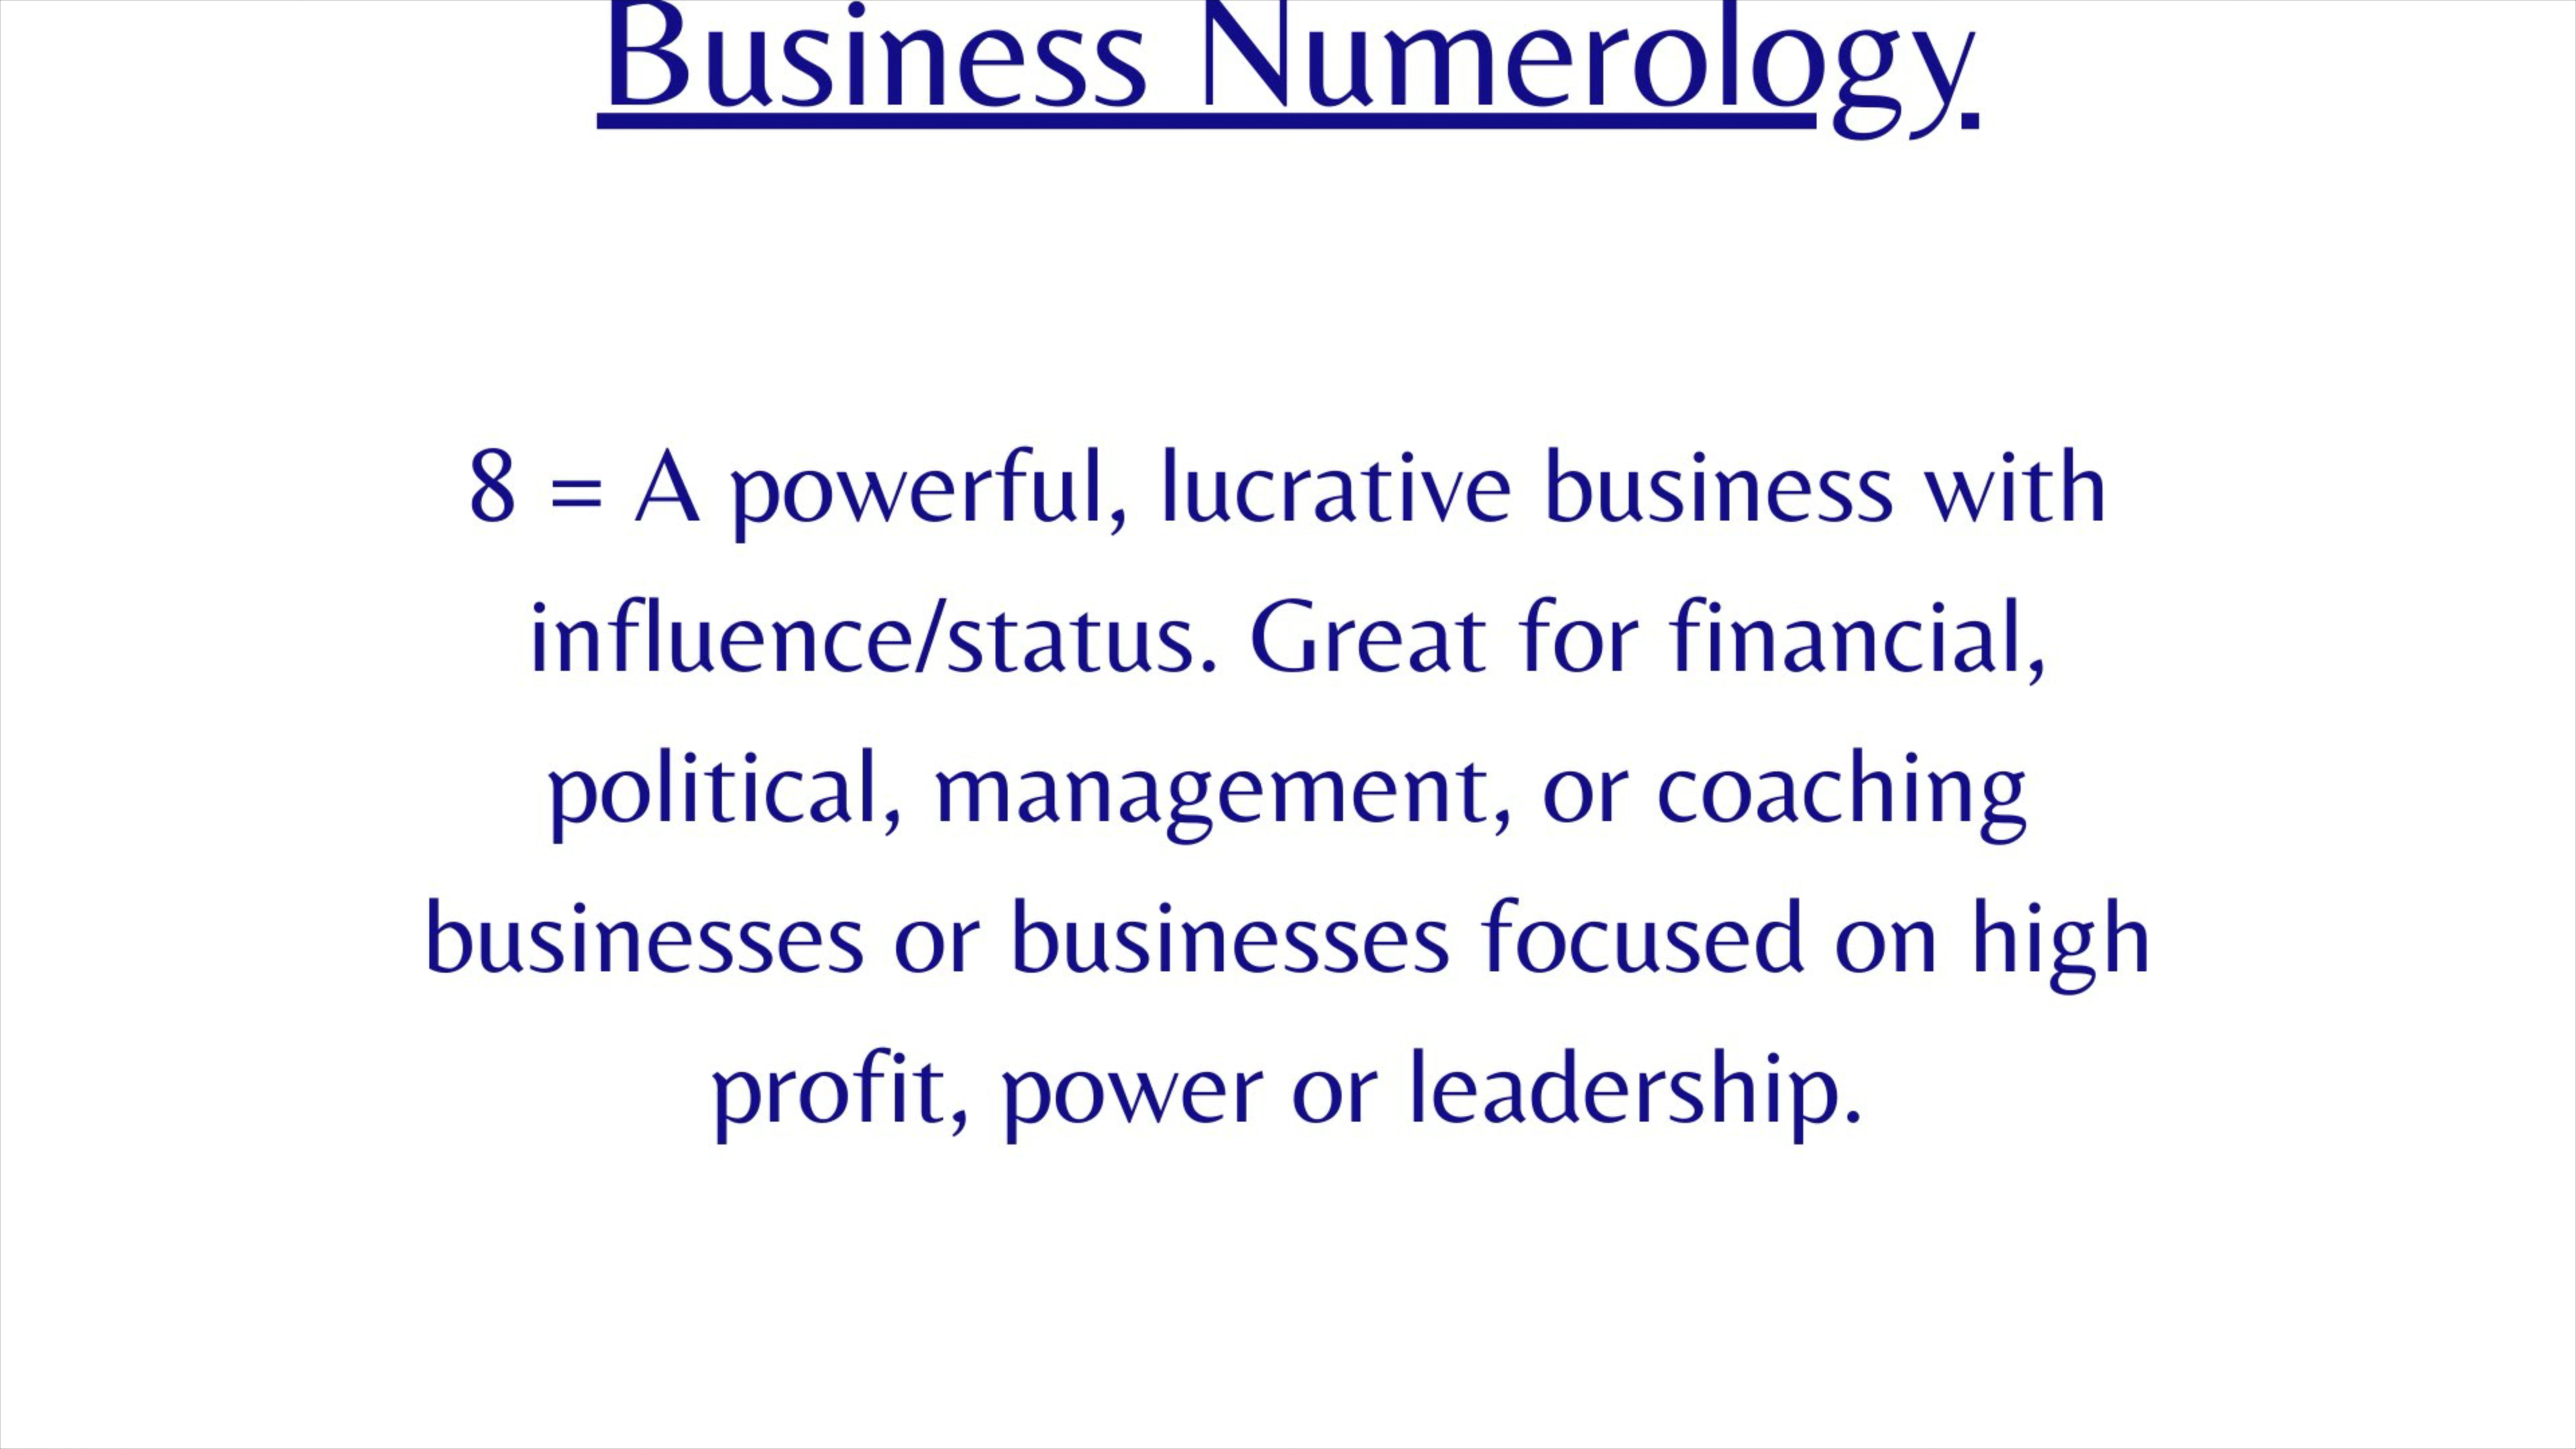 Business Numerology
8 = A powerful, lucrative business with
influence/status. Great for financial,
political, management, or coaching
businesses or businesses focused on high
profit, power or leadership.